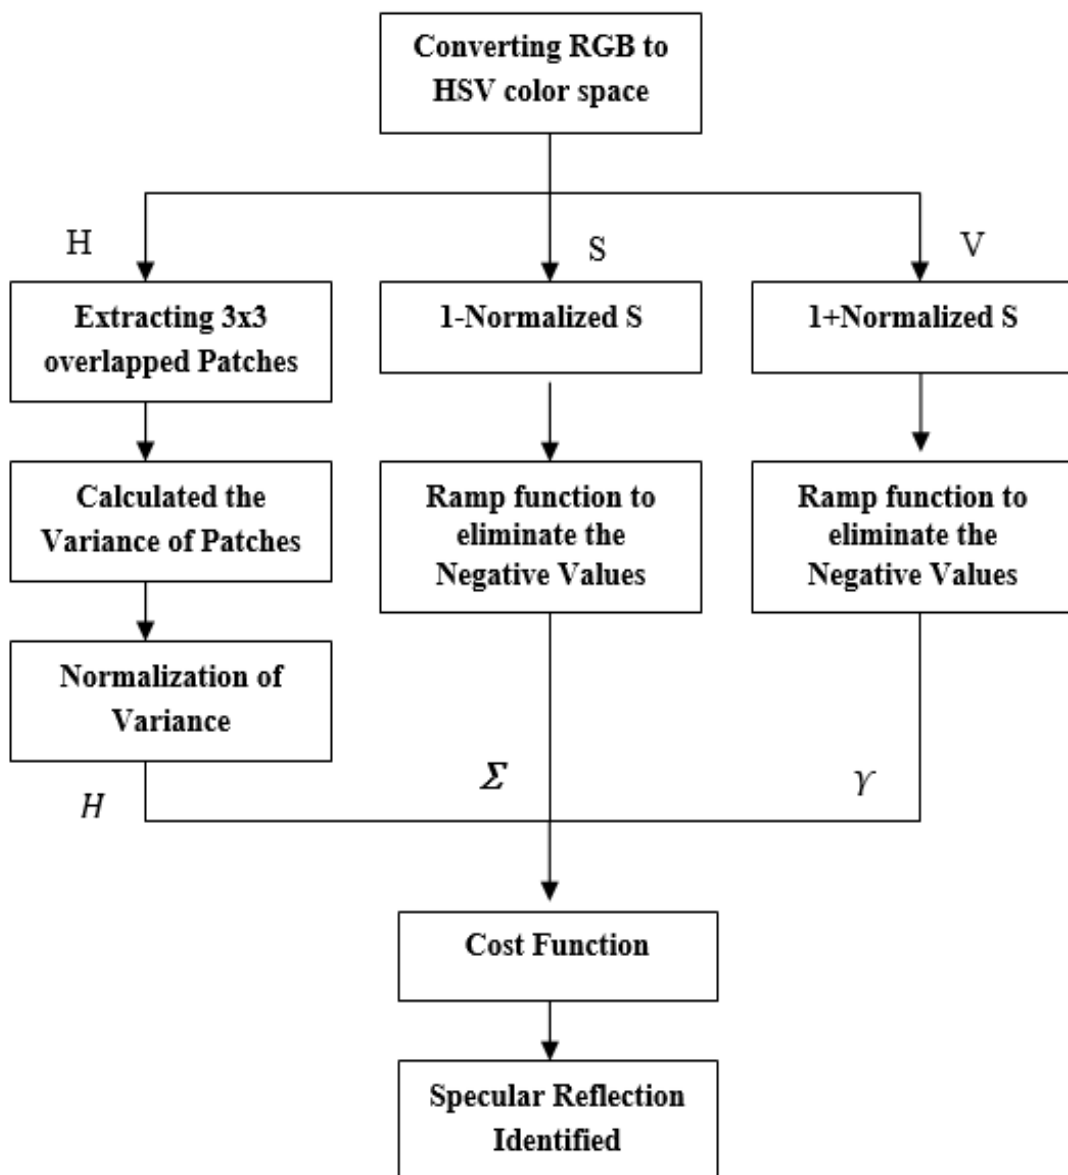 Converting RGB to
HSV color space
H
S
V
Extracting 3x3
overlapped Patches
1-Normalized S
1+Normalized S
Calculated the
Variance of Patches
Ramp function to
eliminate the
Negative Values
Ramp function to
eliminate the
Negative Values
Normalization of
Variance
H
Σ
ϒ
Cost Function
Specular Reflection
Identified